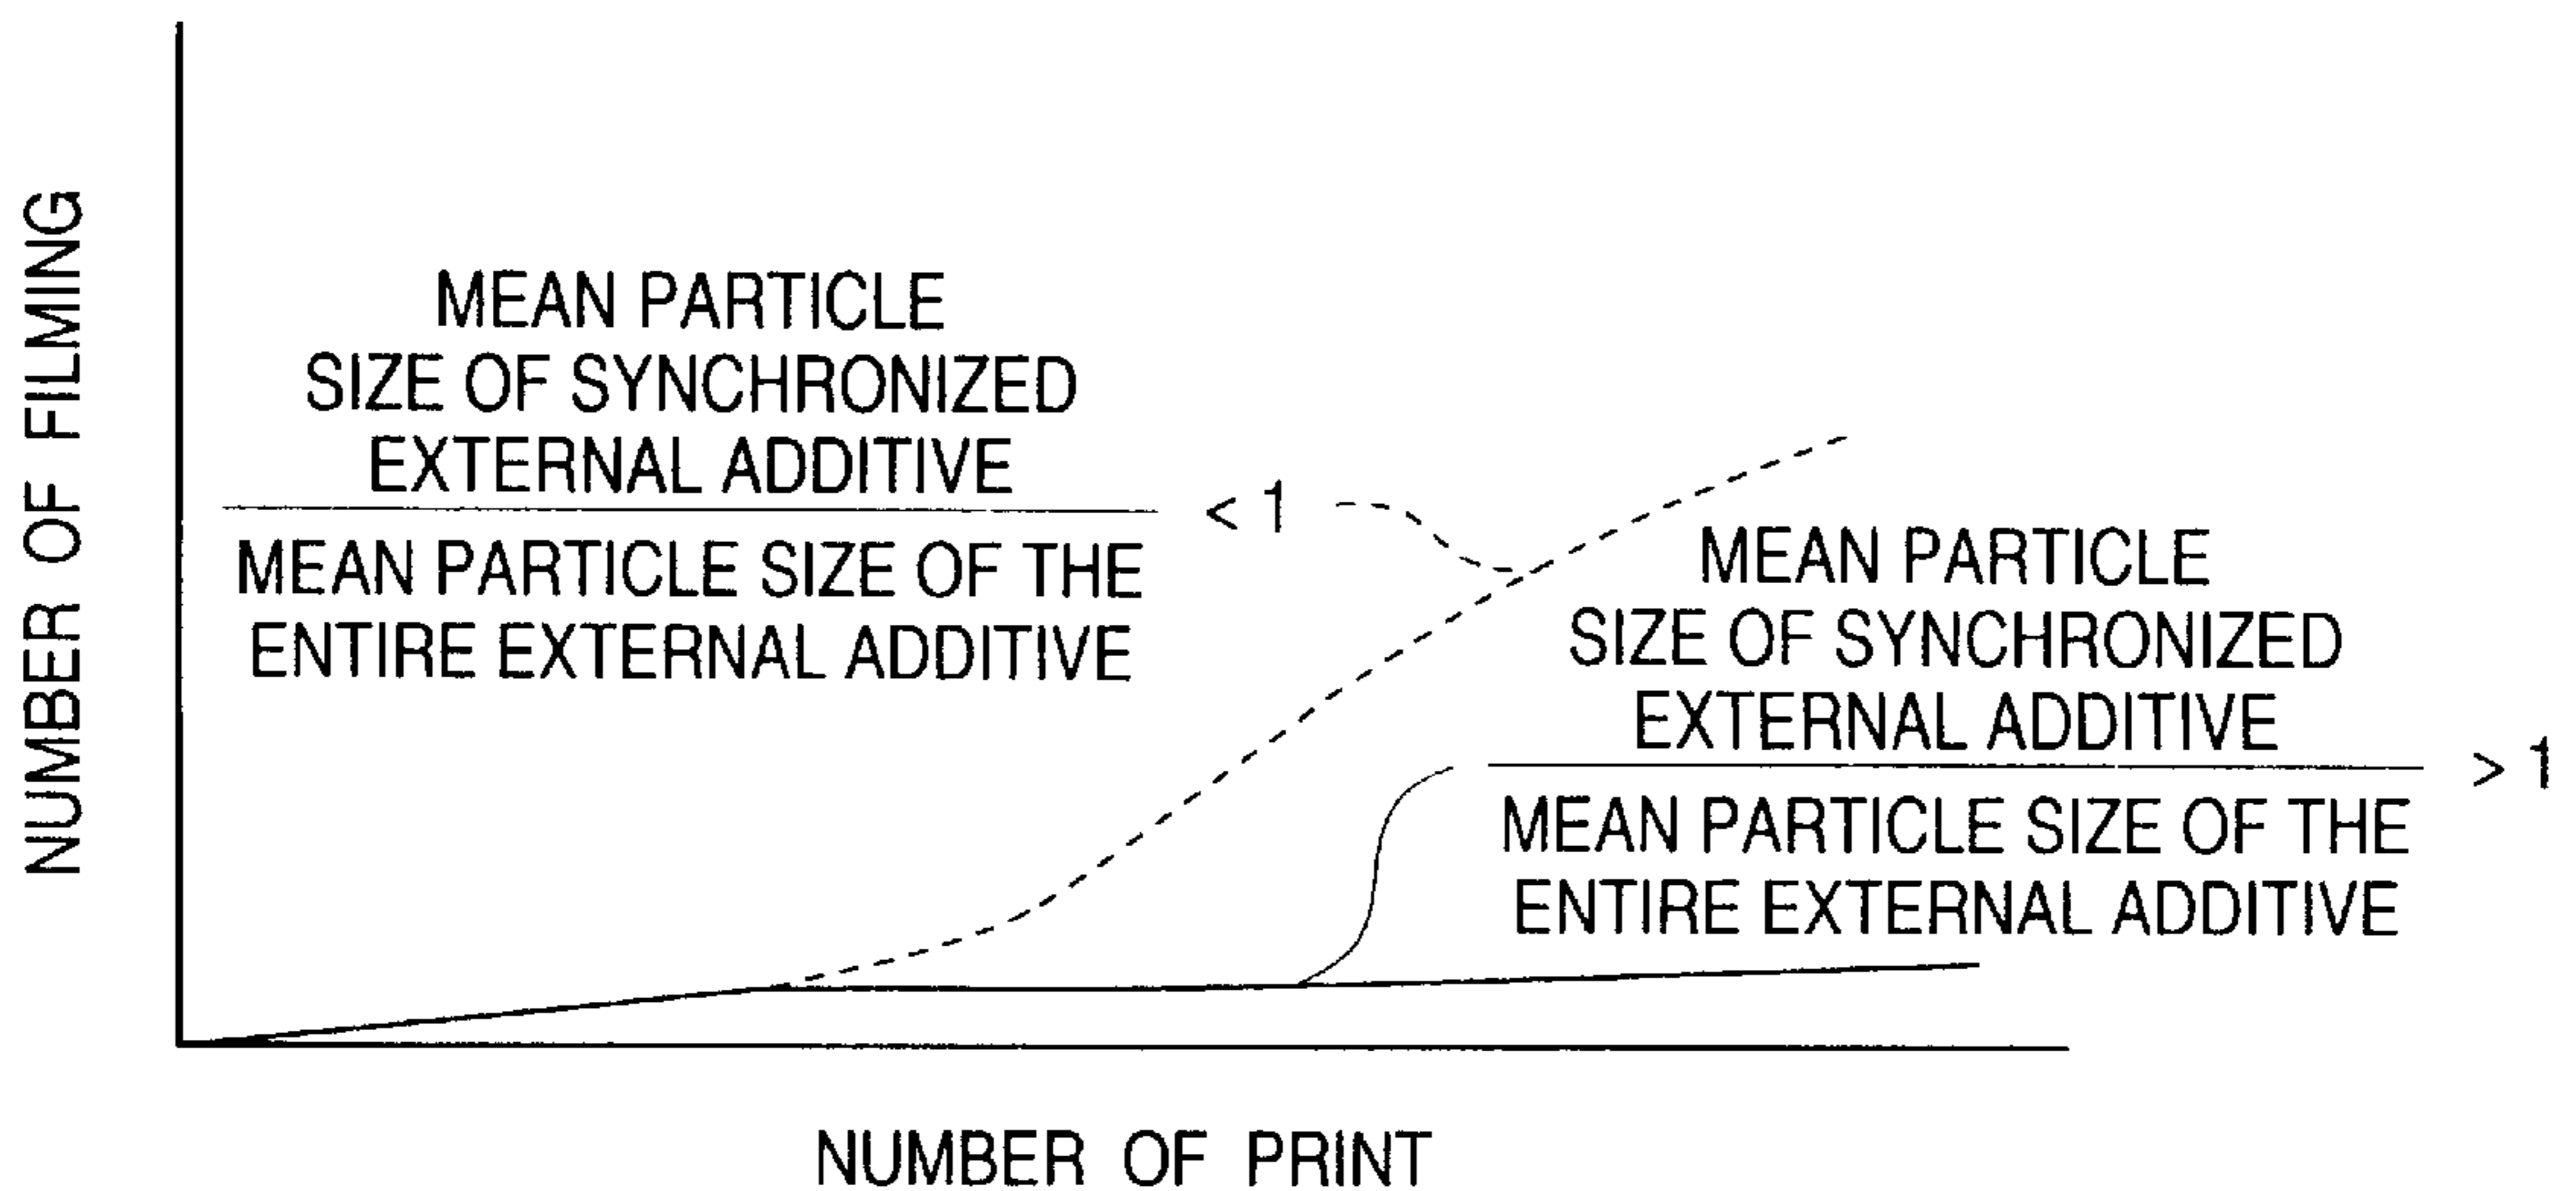 NUMBER OF FILMING
MEAN PARTICLE
SIZE OF SYNCHRONIZED
EXTERNAL ADDITIVE
< 1
MEAN PARTICLE SIZE OF THE
ENTIRE EXTERNAL ADDITIVE
MEAN PARTICLE
SIZE OF SYNCHRONIZED
EXTERNAL ADDITIVE
> 1
MEAN PARTICLE SIZE OF THE
ENTIRE EXTERNAL ADDITIVE
NUMBER OF PRINT